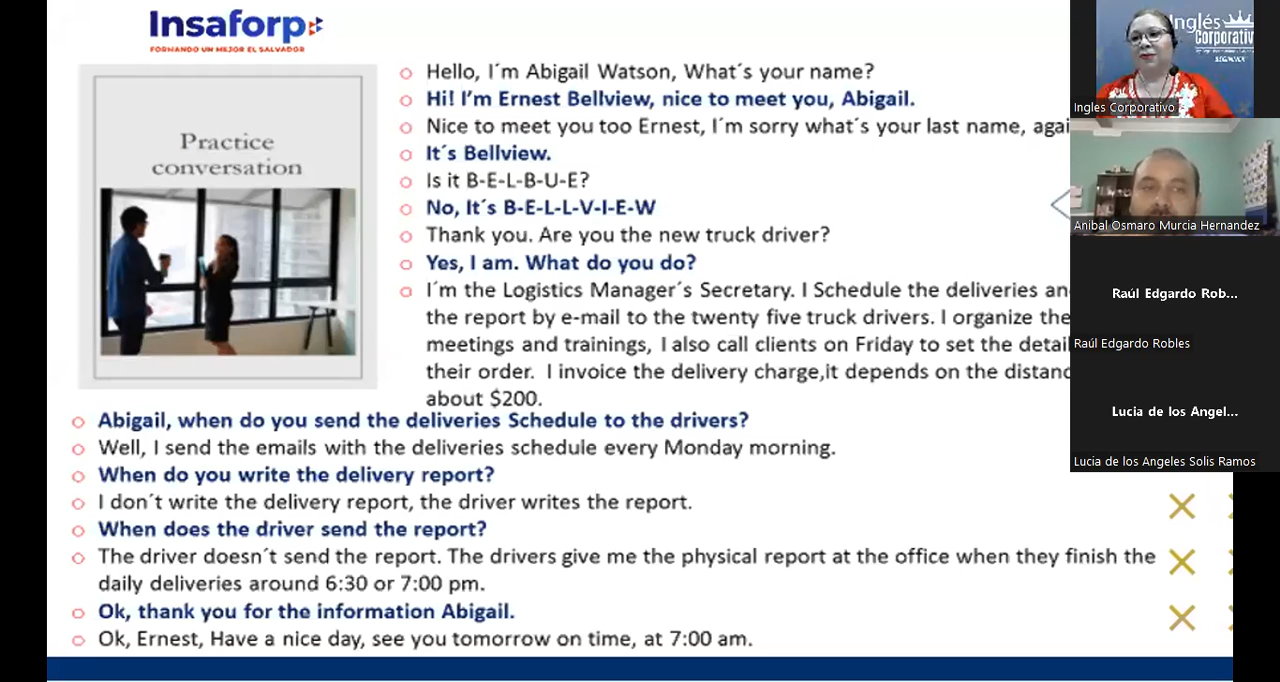 Insaforp
FORMANDO UN MEJOR EL SALVADOR
Practice
conversation
Hello, I´m Abigail Watson, What´s your name?
Hi! I’m Ernest Bellview, nice to meet you, Abigail.
Nice to meet you too Ernest, I´m sorry what´s your last name, agai
It´s Bellview.
Is it B-E-L-B-U-E?
No, It´s B-E-L-L-V-I-E-W
Thank you. Are you the new truck driver?
Yes, I am. What do you do?
I´m the Logistics Manager´s Secretary. I Schedule the deliveries an
the report by e-mail to the twenty five truck drivers. I organize the
meetings and trainings, I also call clients on Friday to set the detail
their order. I invoice the delivery charge,it depends on the distanc
about $200.
Abigail, when do you send the deliveries Schedule to the drivers?
Well, I send the emails with the deliveries schedule every Monday morning.
When do you write the delivery report?
I don´t write the delivery report, the driver writes the report.
When does the driver send the report?
The driver doesn´t send the report. The drivers give me the physical report at the office when they finish the
daily deliveries around 6:30 or 7:00 pm.
Ok, thank you for the information Abigail.
Ok, Ernest, Have a nice day, see you tomorrow on time, at 7:00 am.
Inglés
Corporativ
Ingles Corporativo
Anibal Osmaro Murcia Hernandez
Raúl Edgardo Rob...
Raúl Edgardo Robles
Lucia de los Angel...
Lucia de los Angeles Solis Ramos